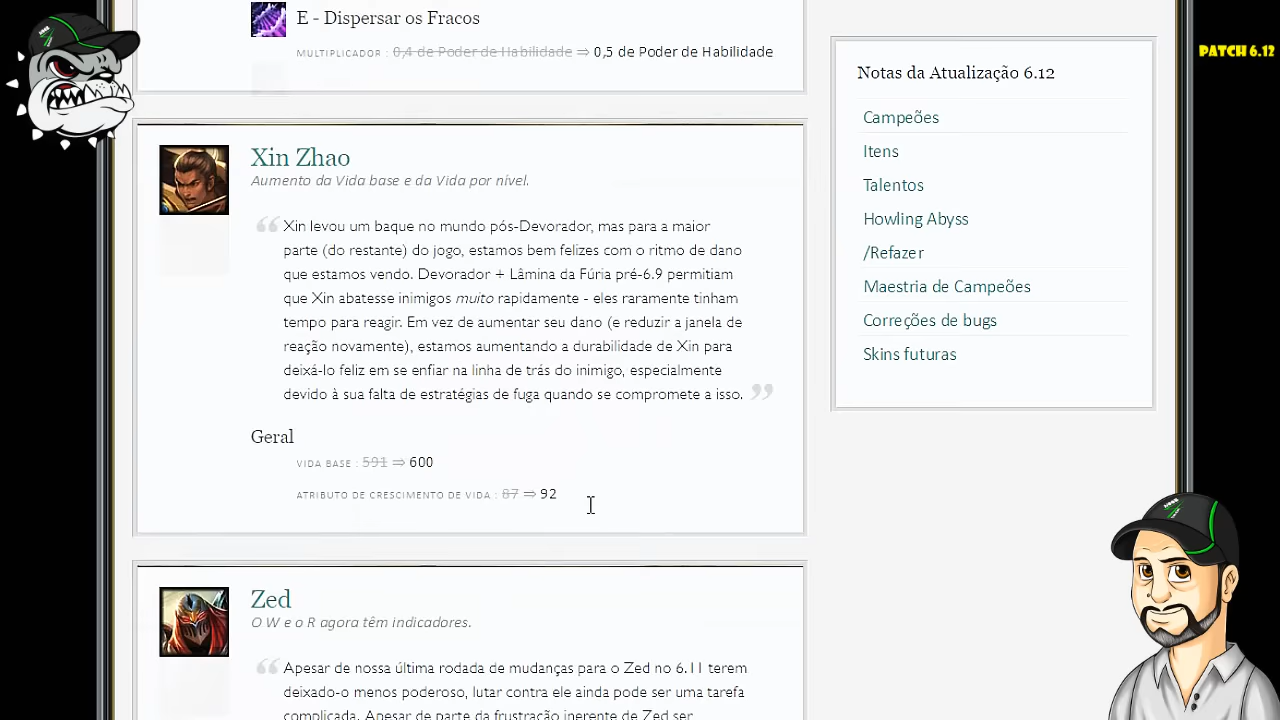 E - Dispersar os Fracos
MULTIPLICADOR : 0,4 de Poder de Habilidade ⇒ 0,5 de Poder de Habilidade
Xin Zhao
Aumento da Vida base e da Vida por nível.
“ Xin levou um baque no mundo pós-Devorador, mas para a maior
parte (do restante) do jogo, estamos bem felizes com o ritmo de dano
que estamos vendo. Devorador + Lâmina da Fúria pré-6.9 permitiam
que Xin abatesse inimigos muito rapidamente - eles raramente tinham
tempo para reagir. Em vez de aumentar seu dano (e reduzir a janela de
reação novamente), estamos aumentando a durabilidade de Xin para
deixá-lo feliz em se enfiar na linha de trás do inimigo, especialmente
devido à sua falta de estratégias de fuga quando se compromete a isso. ”
Geral
VIDA BASE : 591 ⇒ 600
ATRIBUTO DE CRESCIMENTO DE VIDA : 87 ⇒ 92
Zed
O W e o R agora têm indicadores.
“ Apesar de nossa última rodada de mudanças para o Zed no 6.11 terem
deixado-o menos poderoso, lutar contra ele ainda pode ser uma tarefa
complicada. Apesar de parte da frustração inerente de Zed ser
Notas da Atualização 6.12
Campeões
Itens
Talentos
Howling Abyss
/Refazer
Maestria de Campeões
Correções de bugs
Skins futuras
PATCH 6.12